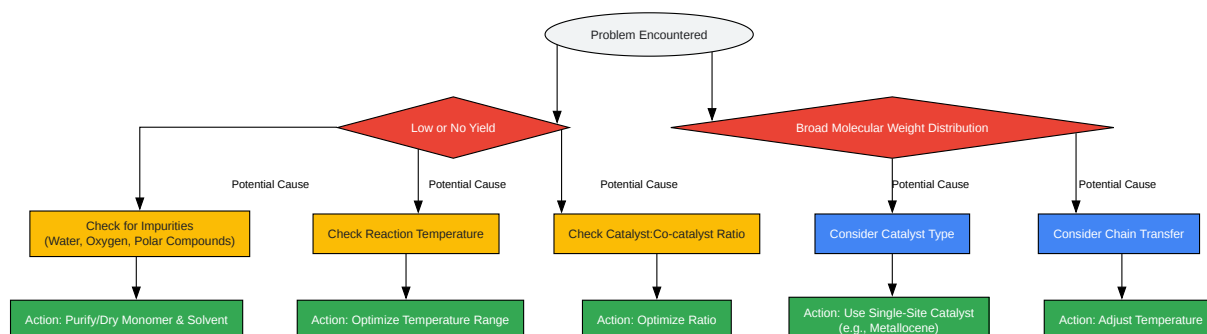 Problem Encountered
Low or No Yield
Broad Molecular Weight Distribution
Potential Cause
Potential Cause
Potential Cause
Potential Cause
Potential Cause
Check for Impurities
(Water, Oxygen, Polar Compounds)
Check Reaction Temperature
Check Catalyst:Co-catalyst Ratio
Consider Catalyst Type
Consider Chain Transfer
Action: Purify/Dry Monomer & Solvent
Action: Optimize Temperature Range
Action: Optimize Ratio
Action: Use Single-Site Catalyst
(e.g., Metallocene)
Action: Adjust Temperature